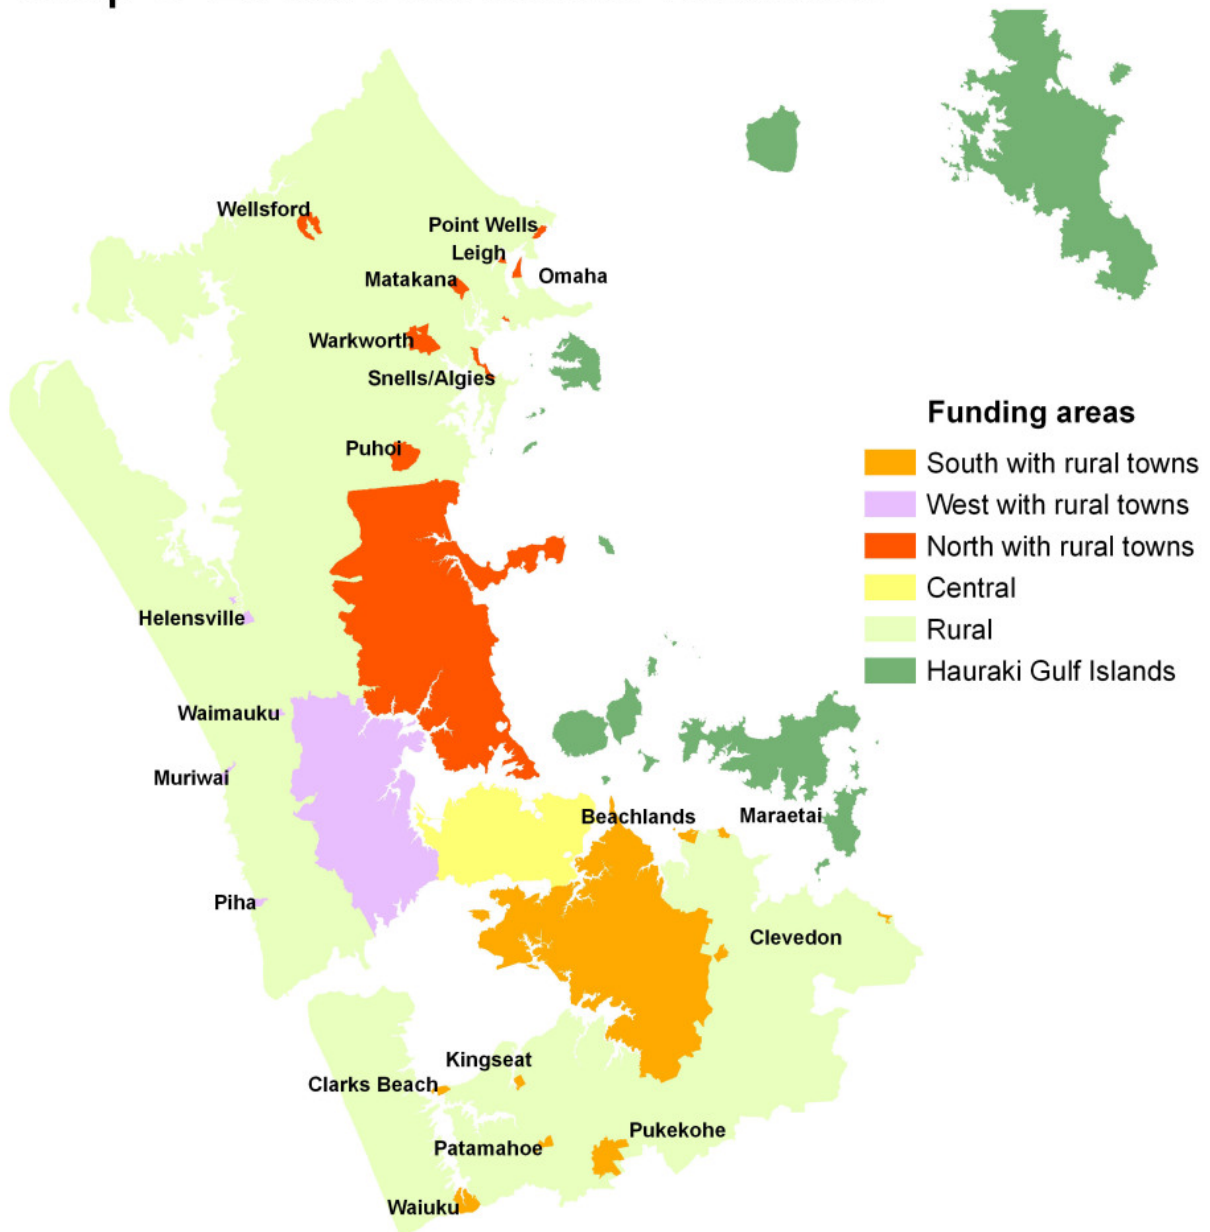 Wellsford
Point Wells
Leigh
Omaha
Matakana
Warkworth
Snells/Algies
Puhoi
Funding areas
South with rural towns
West with rural towns
North with rural towns
Central
Rural
Hauraki Gulf Islands
Helensville
Waimauku
Muriwai
Beachlands
Maraetai
Piha
Clevedon
Kingseat
Clarks Beach
Pukekohe
Patamahoe
Waiuku